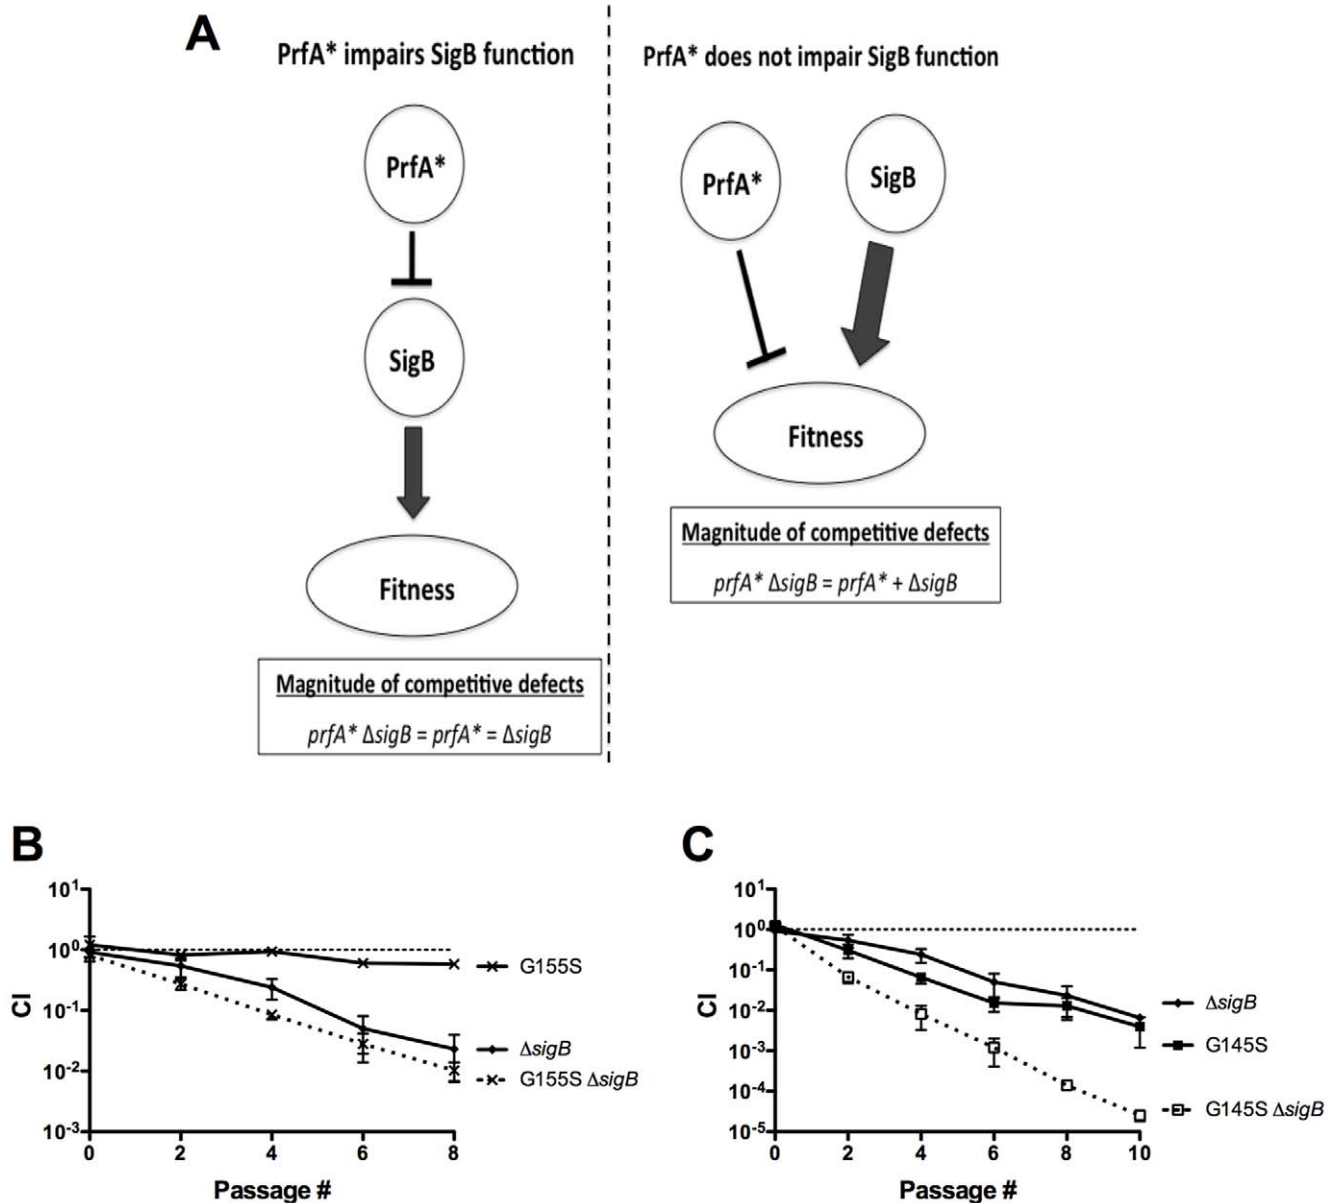 A
PrfA* impairs SigB function
PrfA* does not impair SigB function
PrfA*
SigB
Fitness
Magnitude of competitive defects
prfA* ΔsigB = prfA* = ΔsigB
PrfA*
SigB
Fitness
Magnitude of competitive defects
prfA* ΔsigB = prfA* + ΔsigB
B
10¹
10⁰
10⁻¹
10⁻²
10⁻³
CI
0 2 4 6 8
Passage #
G155S
ΔsigB
G155S ΔsigB
C
10¹
10⁰
10⁻¹
10⁻²
10⁻³
10⁻⁴
10⁻⁵
CI
0 2 4 6 8 10
Passage #
ΔsigB
G145S
G145S ΔsigB